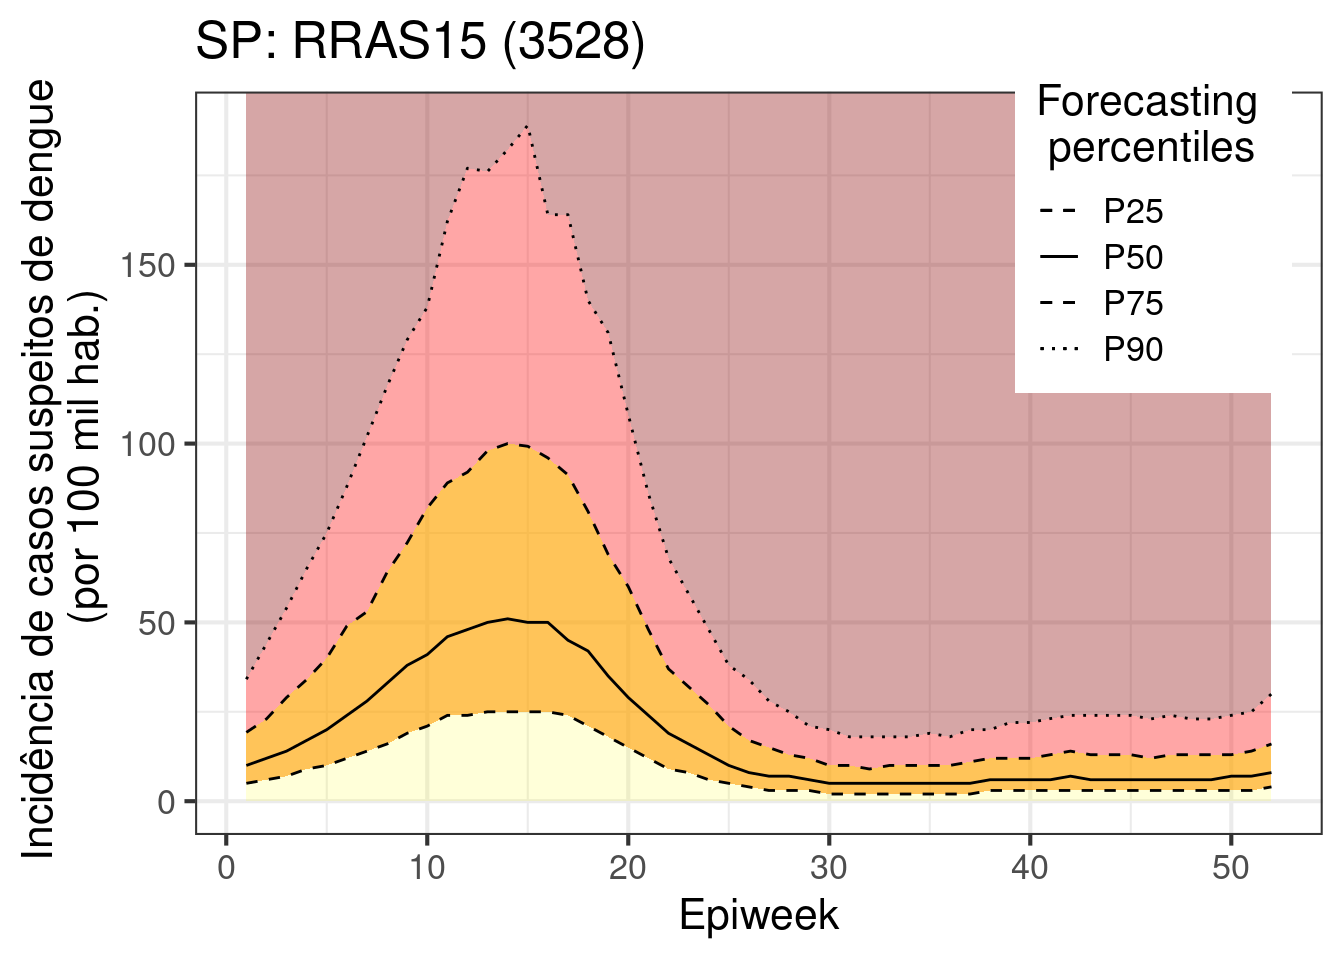 SP: RRAS15 (3528)
Incidência de casos suspeitos de dengue
(por 100 mil hab.)
150
100
50
0
Forecasting
percentiles
P25
P50
P75
P90
0 10 20 30 40 50
Epiweek